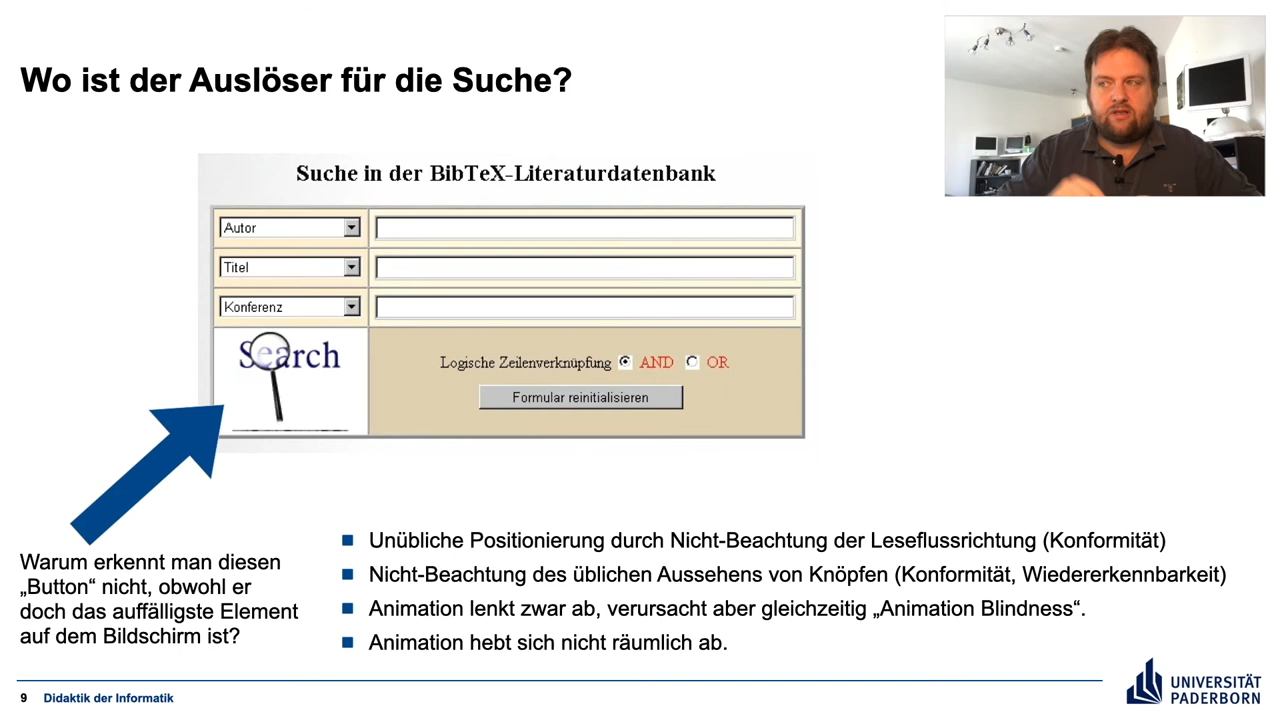 Wo ist der Auslöser für die Suche?
Suche in der BibTeX-Literaturdatenbank
Autor
Titel
Konferenz
Search
Logische Zeilenverknüpfung AND OR
Formular reinitialisieren
Warum erkennt man diesen
„Button“ nicht, obwohl er
doch das auffälligste Element
auf dem Bildschirm ist?
Unübliche Positionierung durch Nicht-Beachtung der Leseflussrichtung (Konformität)
Nicht-Beachtung des üblichen Aussehens von Knöpfen (Konformität, Wiedererkennbarkeit)
Animation lenkt zwar ab, verursacht aber gleichzeitig „Animation Blindness“.
Animation hebt sich nicht räumlich ab.
9 Didaktik der Informatik
UNIVERSITÄT
PADERBORN